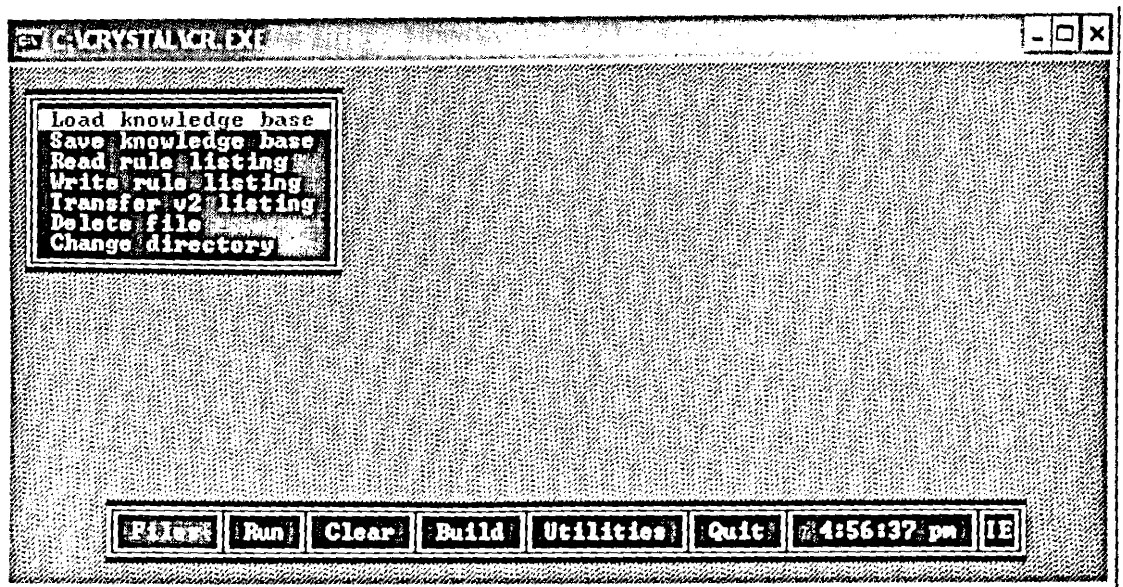 C:\CRYSTAL\CR.EXE
Load knowledge base
Save knowledge base
Read rule listing
Write rule listing
Transfer v2 listing
Delete file
Change directory
Files Run Clear Build Utilities Quit 4:56:37 pm IE